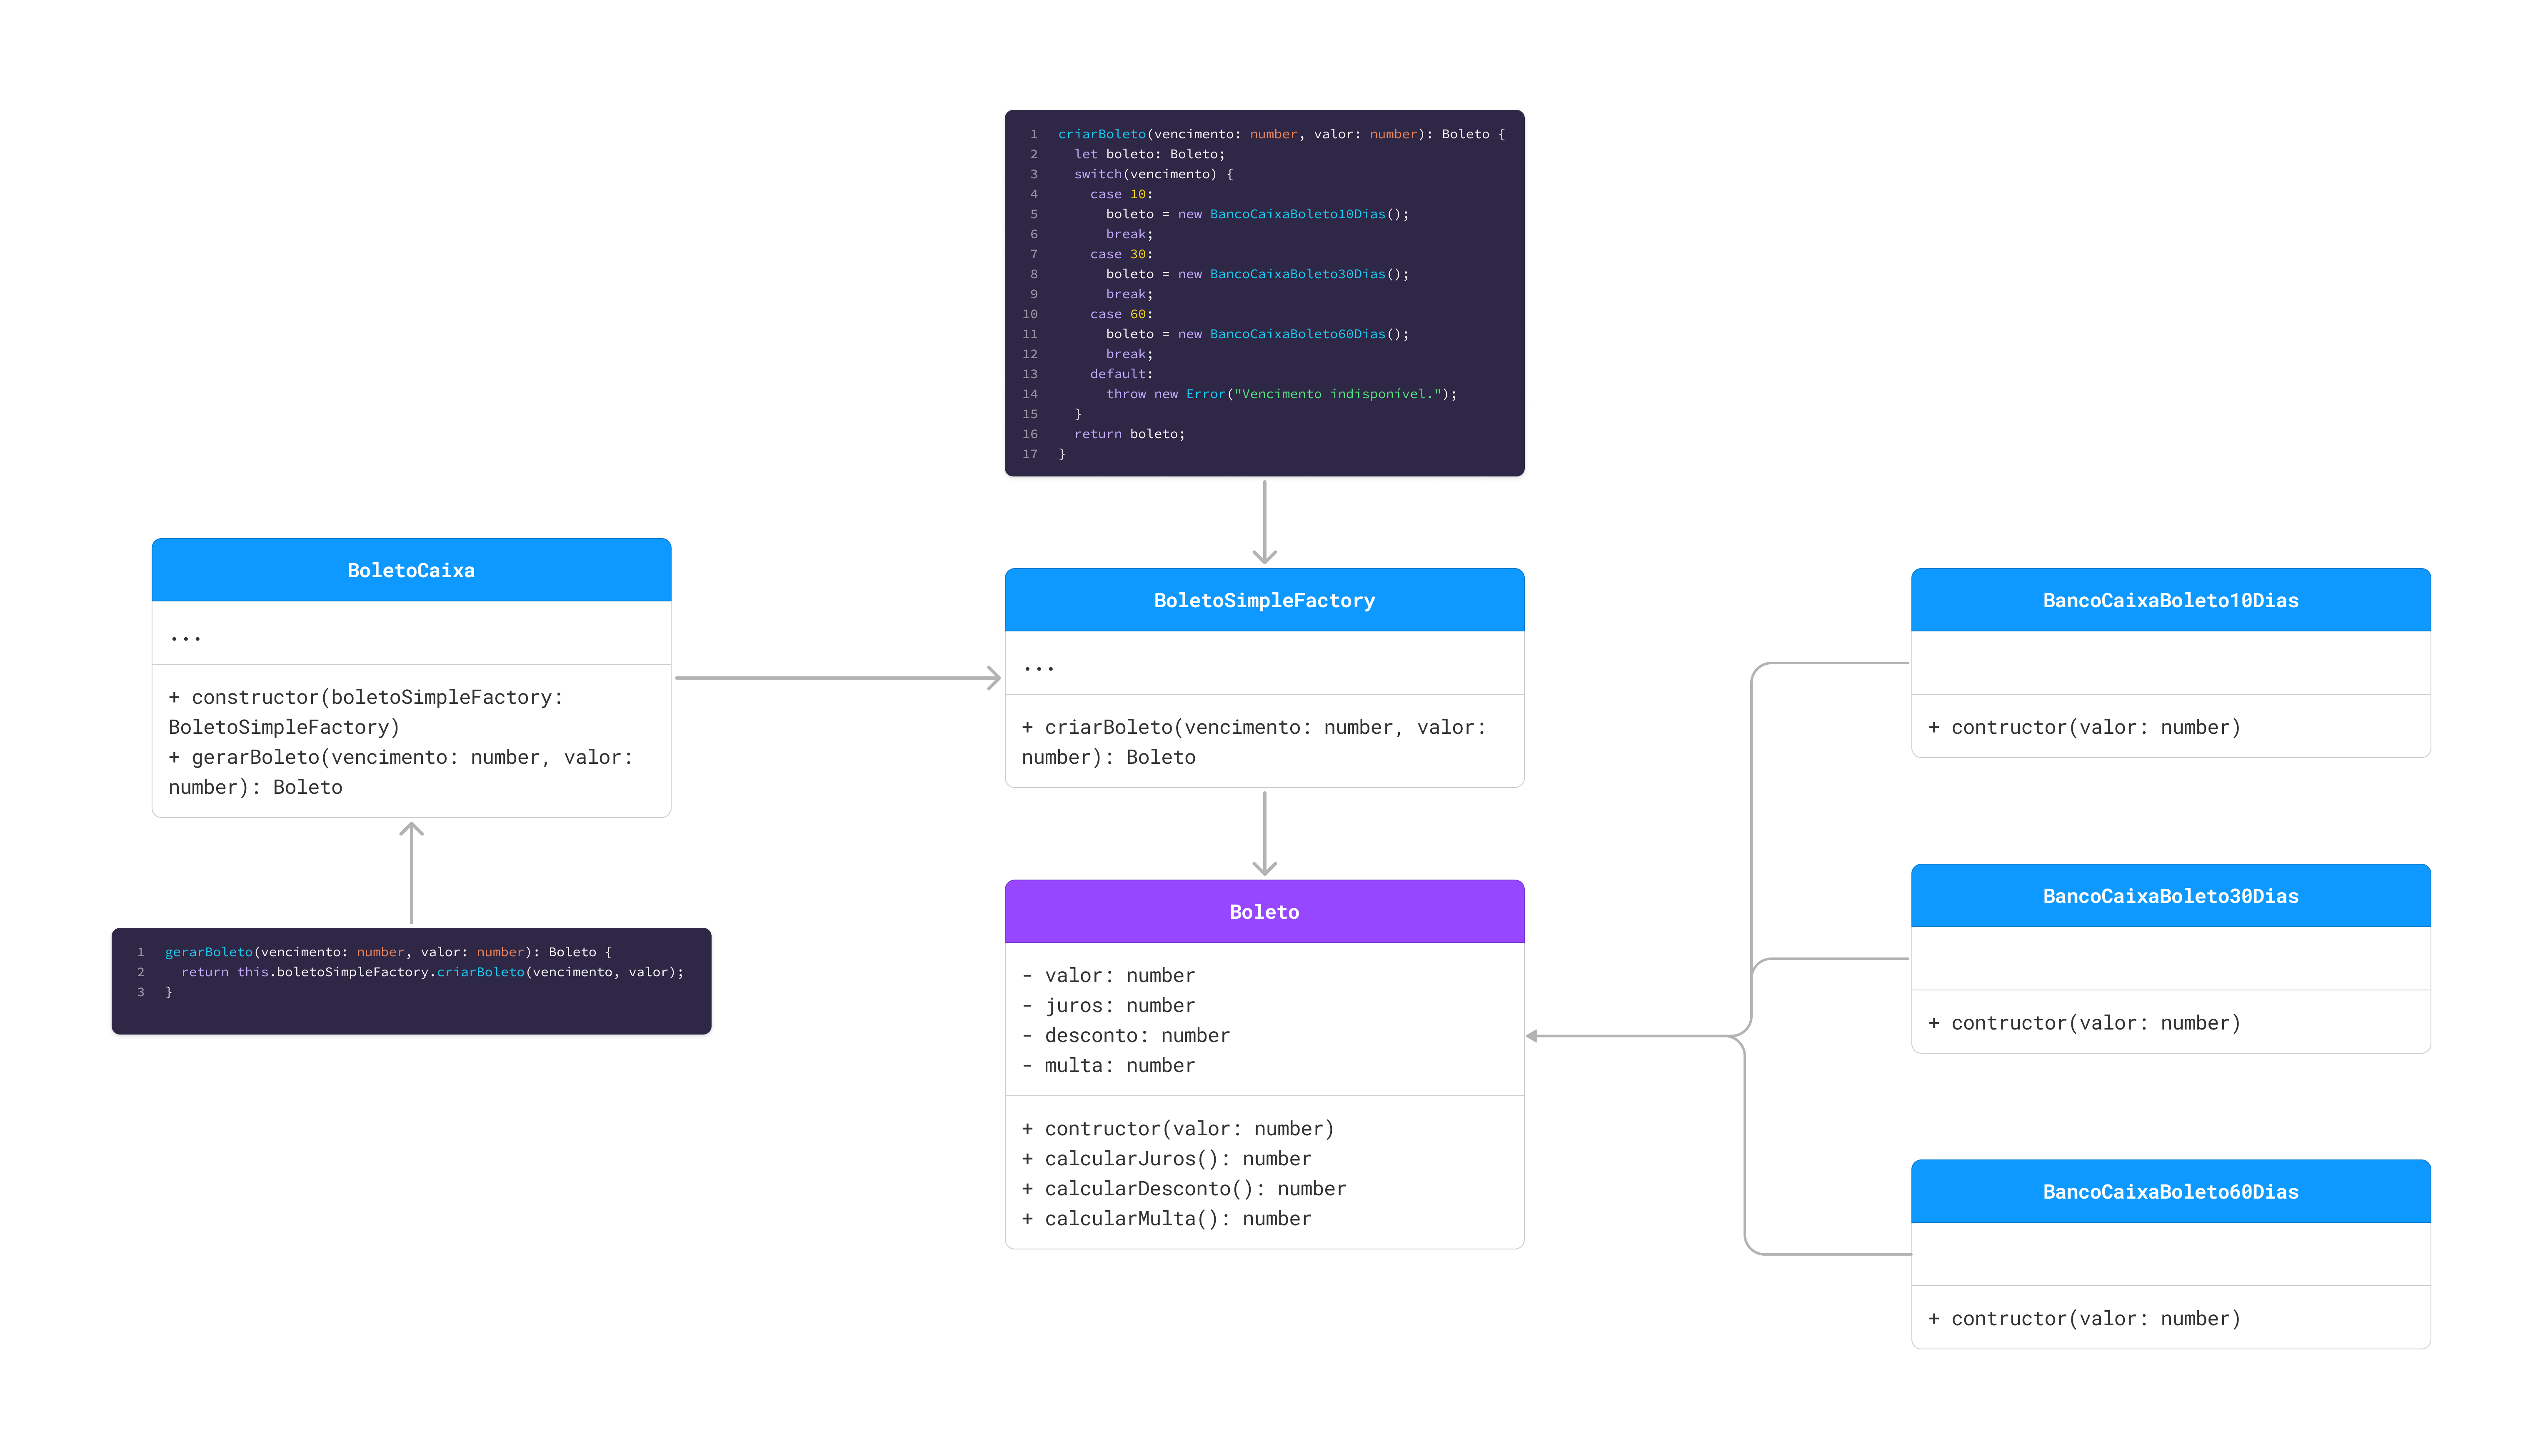 1 criarBoleto(vencimento: number, valor: number): Boleto {
2 let boleto: Boleto;
3 switch(vencimento) {
4 case 10:
5 boleto = new BancoCaixaBoleto10Dias();
6 break;
7 case 30:
8 boleto = new BancoCaixaBoleto30Dias();
9 break;
10 case 60:
11 boleto = new BancoCaixaBoleto60Dias();
12 break;
13 default:
14 throw new Error("Vencimento indisponível.");
15 }
16 return boleto;
17 }
BoletoCaixa
...
+ constructor(boletoSimpleFactory:
BoletoSimpleFactory)
+ gerarBoleto(vencimento: number, valor:
number): Boleto
1 gerarBoleto(vencimento: number, valor: number): Boleto {
2 return this.boletoSimpleFactory.criarBoleto(vencimento, valor);
3 }
BoletoSimpleFactory
...
+ criarBoleto(vencimento: number, valor:
number): Boleto
Boleto
- valor: number
- juros: number
- desconto: number
- multa: number
+ contructor(valor: number)
+ calcularJuros(): number
+ calcularDesconto(): number
+ calcularMulta(): number
BancoCaixaBoleto10Dias
+ contructor(valor: number)
BancoCaixaBoleto30Dias
+ contructor(valor: number)
BancoCaixaBoleto60Dias
+ contructor(valor: number)